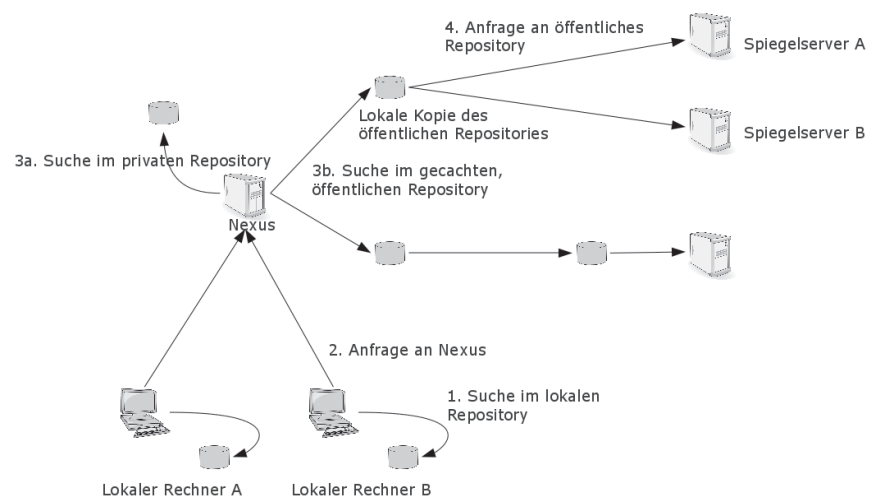 4. Anfrage an öffentliches
Repository
Spiegelserver A
Lokale Kopie des
öffentlichen Repositories
Spiegelserver B
3a. Suche im privaten Repository
3b. Suche im gecachten,
öffentlichen Repository
Nexus
2. Anfrage an Nexus
1. Suche im lokalen
Repository
Lokaler Rechner A
Lokaler Rechner B